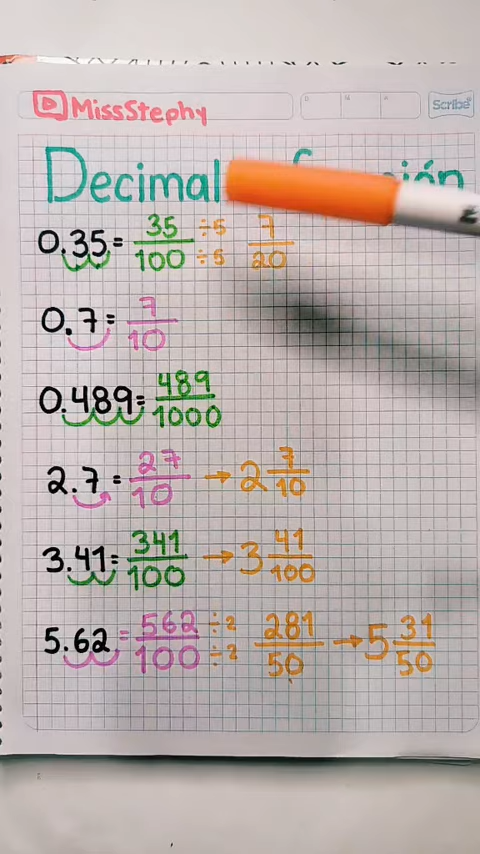 MissStephy
Scribe
Decimal
0.35 = 35/100 ÷5/÷5 7/20
0.7 = 7/10
0.489 = 489/1000
2.7 = 27/10 → 2 7/10
3.41 = 341/100 → 3 41/100
5.62 = 562/100 ÷2/÷2 281/50 → 5 31/50